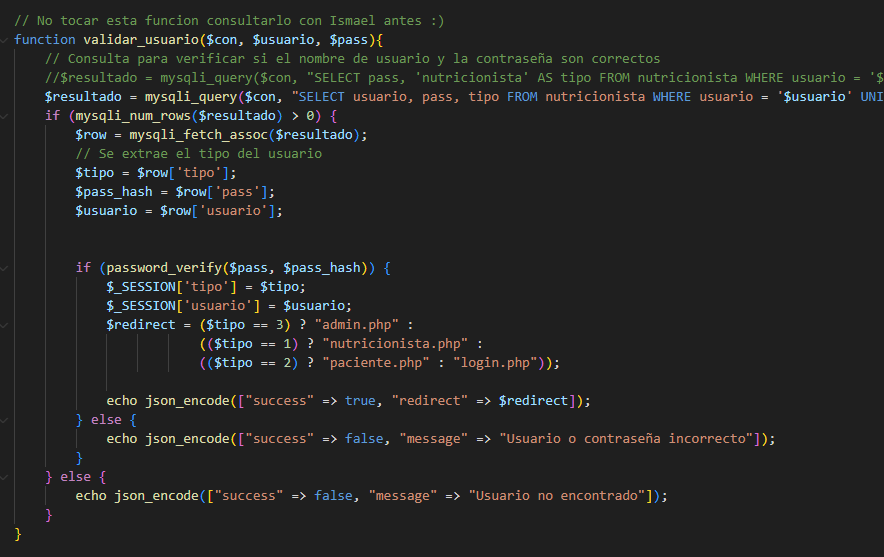 // No tocar esta funcion consultarlo con Ismael antes :)
function validar_usuario($con, $usuario, $pass){
    // Consulta para verificar si el nombre de usuario y la contraseña son correctos
    //$resultado = mysqli_query($con, "SELECT pass, 'nutricionista' AS tipo FROM nutricionista WHERE usuario = '$
    $resultado = mysqli_query($con, "SELECT usuario, pass, tipo FROM nutricionista WHERE usuario = '$usuario' UNI
    if (mysqli_num_rows($resultado) > 0) {
        $row = mysqli_fetch_assoc($resultado);
        // Se extrae el tipo del usuario
        $tipo = $row['tipo'];
        $pass_hash = $row['pass'];
        $usuario = $row['usuario'];
        if (password_verify($pass, $pass_hash)) {
            $_SESSION['tipo'] = $tipo;
            $_SESSION['usuario'] = $usuario;
            $redirect = ($tipo == 3) ? "admin.php" :
                        (($tipo == 1) ? "nutricionista.php" :
                        (($tipo == 2) ? "paciente.php" : "login.php"));
            echo json_encode(["success" => true, "redirect" => $redirect]);
        } else {
            echo json_encode(["success" => false, "message" => "Usuario o contraseña incorrecto"]);
        }
    } else {
        echo json_encode(["success" => false, "message" => "Usuario no encontrado"]);
    }
}